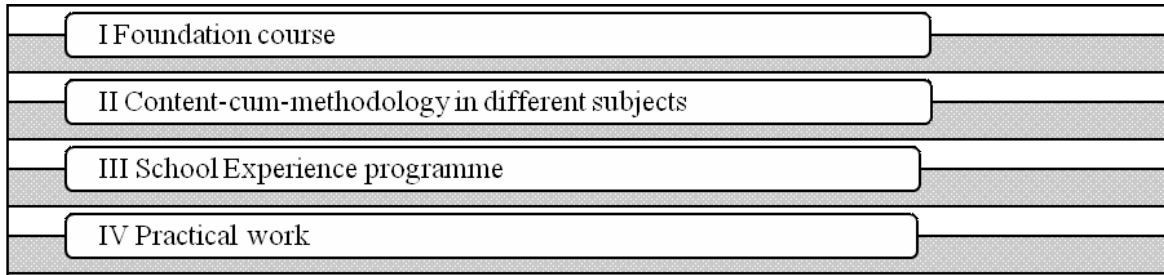 I Foundation course
II Content-cum-methodology in different subjects
III School Experience programme
IV Practical work